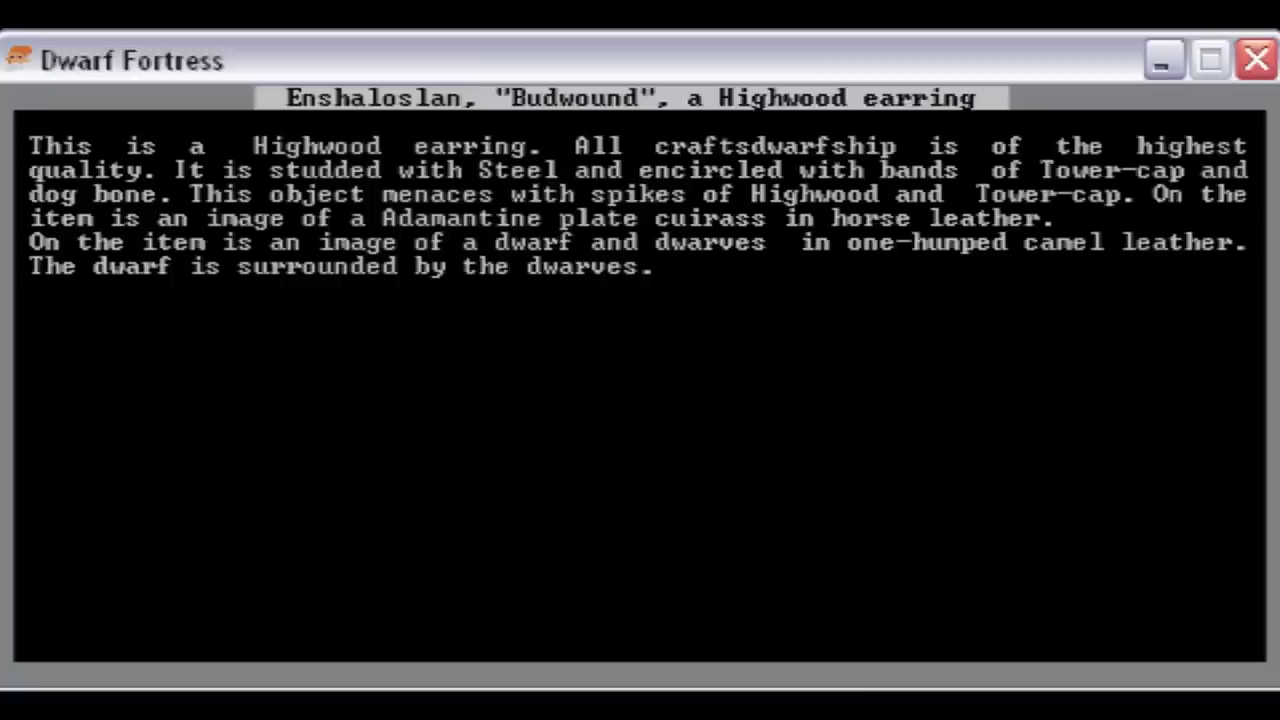 Dwarf Fortress
Enshaloslan, "Budwound", a Highwood earring
This is a Highwood earring. All craftsdwarfship is of the highest
quality. It is studded with Steel and encircled with bands of Tower-cap and
dog bone. This object menaces with spikes of Highwood and Tower-cap. On the
item is an image of a Adamantine plate cuirass in horse leather.
On the item is an image of a dwarf and dwarves in one-humped camel leather.
The dwarf is surrounded by the dwarves.